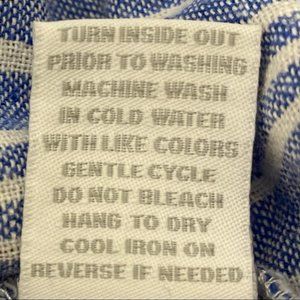 TURN INSIDE OUT
PRIOR TO WASHING
MACHINE WASH
IN COLD WATER
WITH LIKE COLORS
GENTLE CYCLE
DO NOT BLEACH
HANG TO DRY
COOL IRON ON
REVERSE IF NEEDED